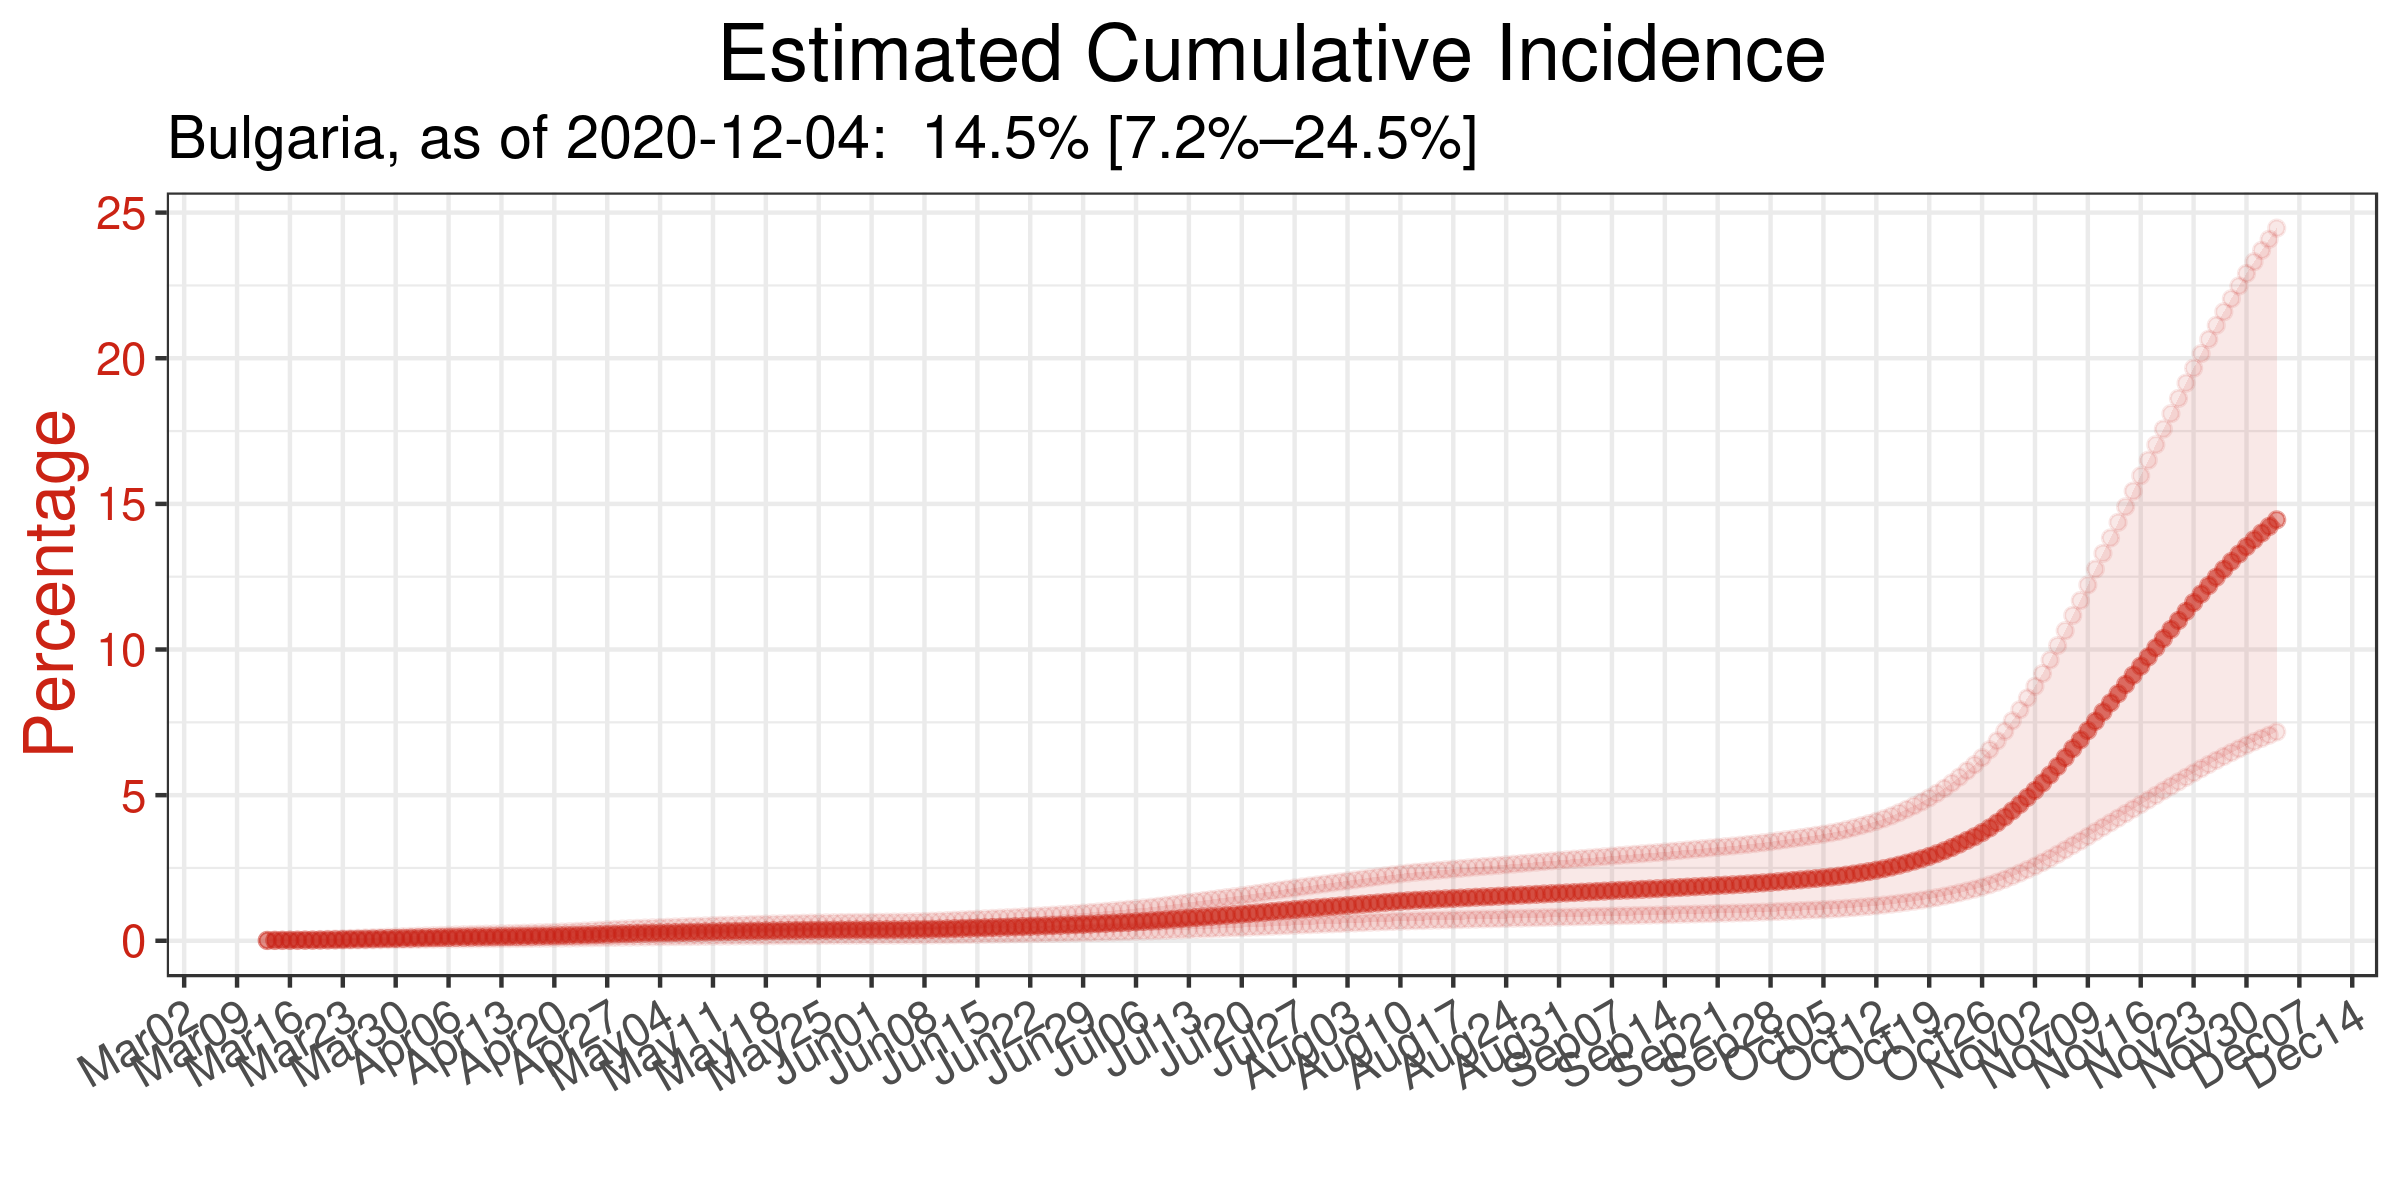 Estimated Cumulative Incidence
Bulgaria, as of 2020-12-04:  14.5% [7.2%–24.5%]
Percentage
25
20
15
10
5
0
Mar02
Mar09
Mar16
Mar23
Mar30
Apr06
Apr13
Apr20
Apr27
May04
May11
May18
May25
Jun01
Jun08
Jun15
Jun22
Jun29
Jul06
Jul13
Jul20
Jul27
Aug03
Aug10
Aug17
Aug24
Aug31
Sep07
Sep14
Sep21
Sep28
Oct05
Oct12
Oct19
Oct26
Nov02
Nov09
Nov16
Nov23
Nov30
Dec07
Dec14